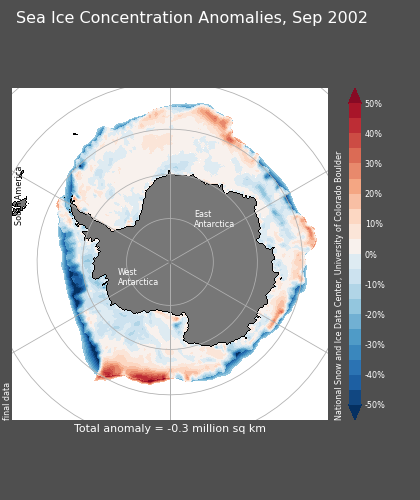 Sea Ice Concentration Anomalies, Sep 2002
South America
East
Antarctica
West
Antarctica
final data
National Snow and Ice Data Center, University of Colorado Boulder
50%
40%
30%
20%
10%
0%
-10%
-20%
-30%
-40%
-50%
Total anomaly = -0.3 million sq km